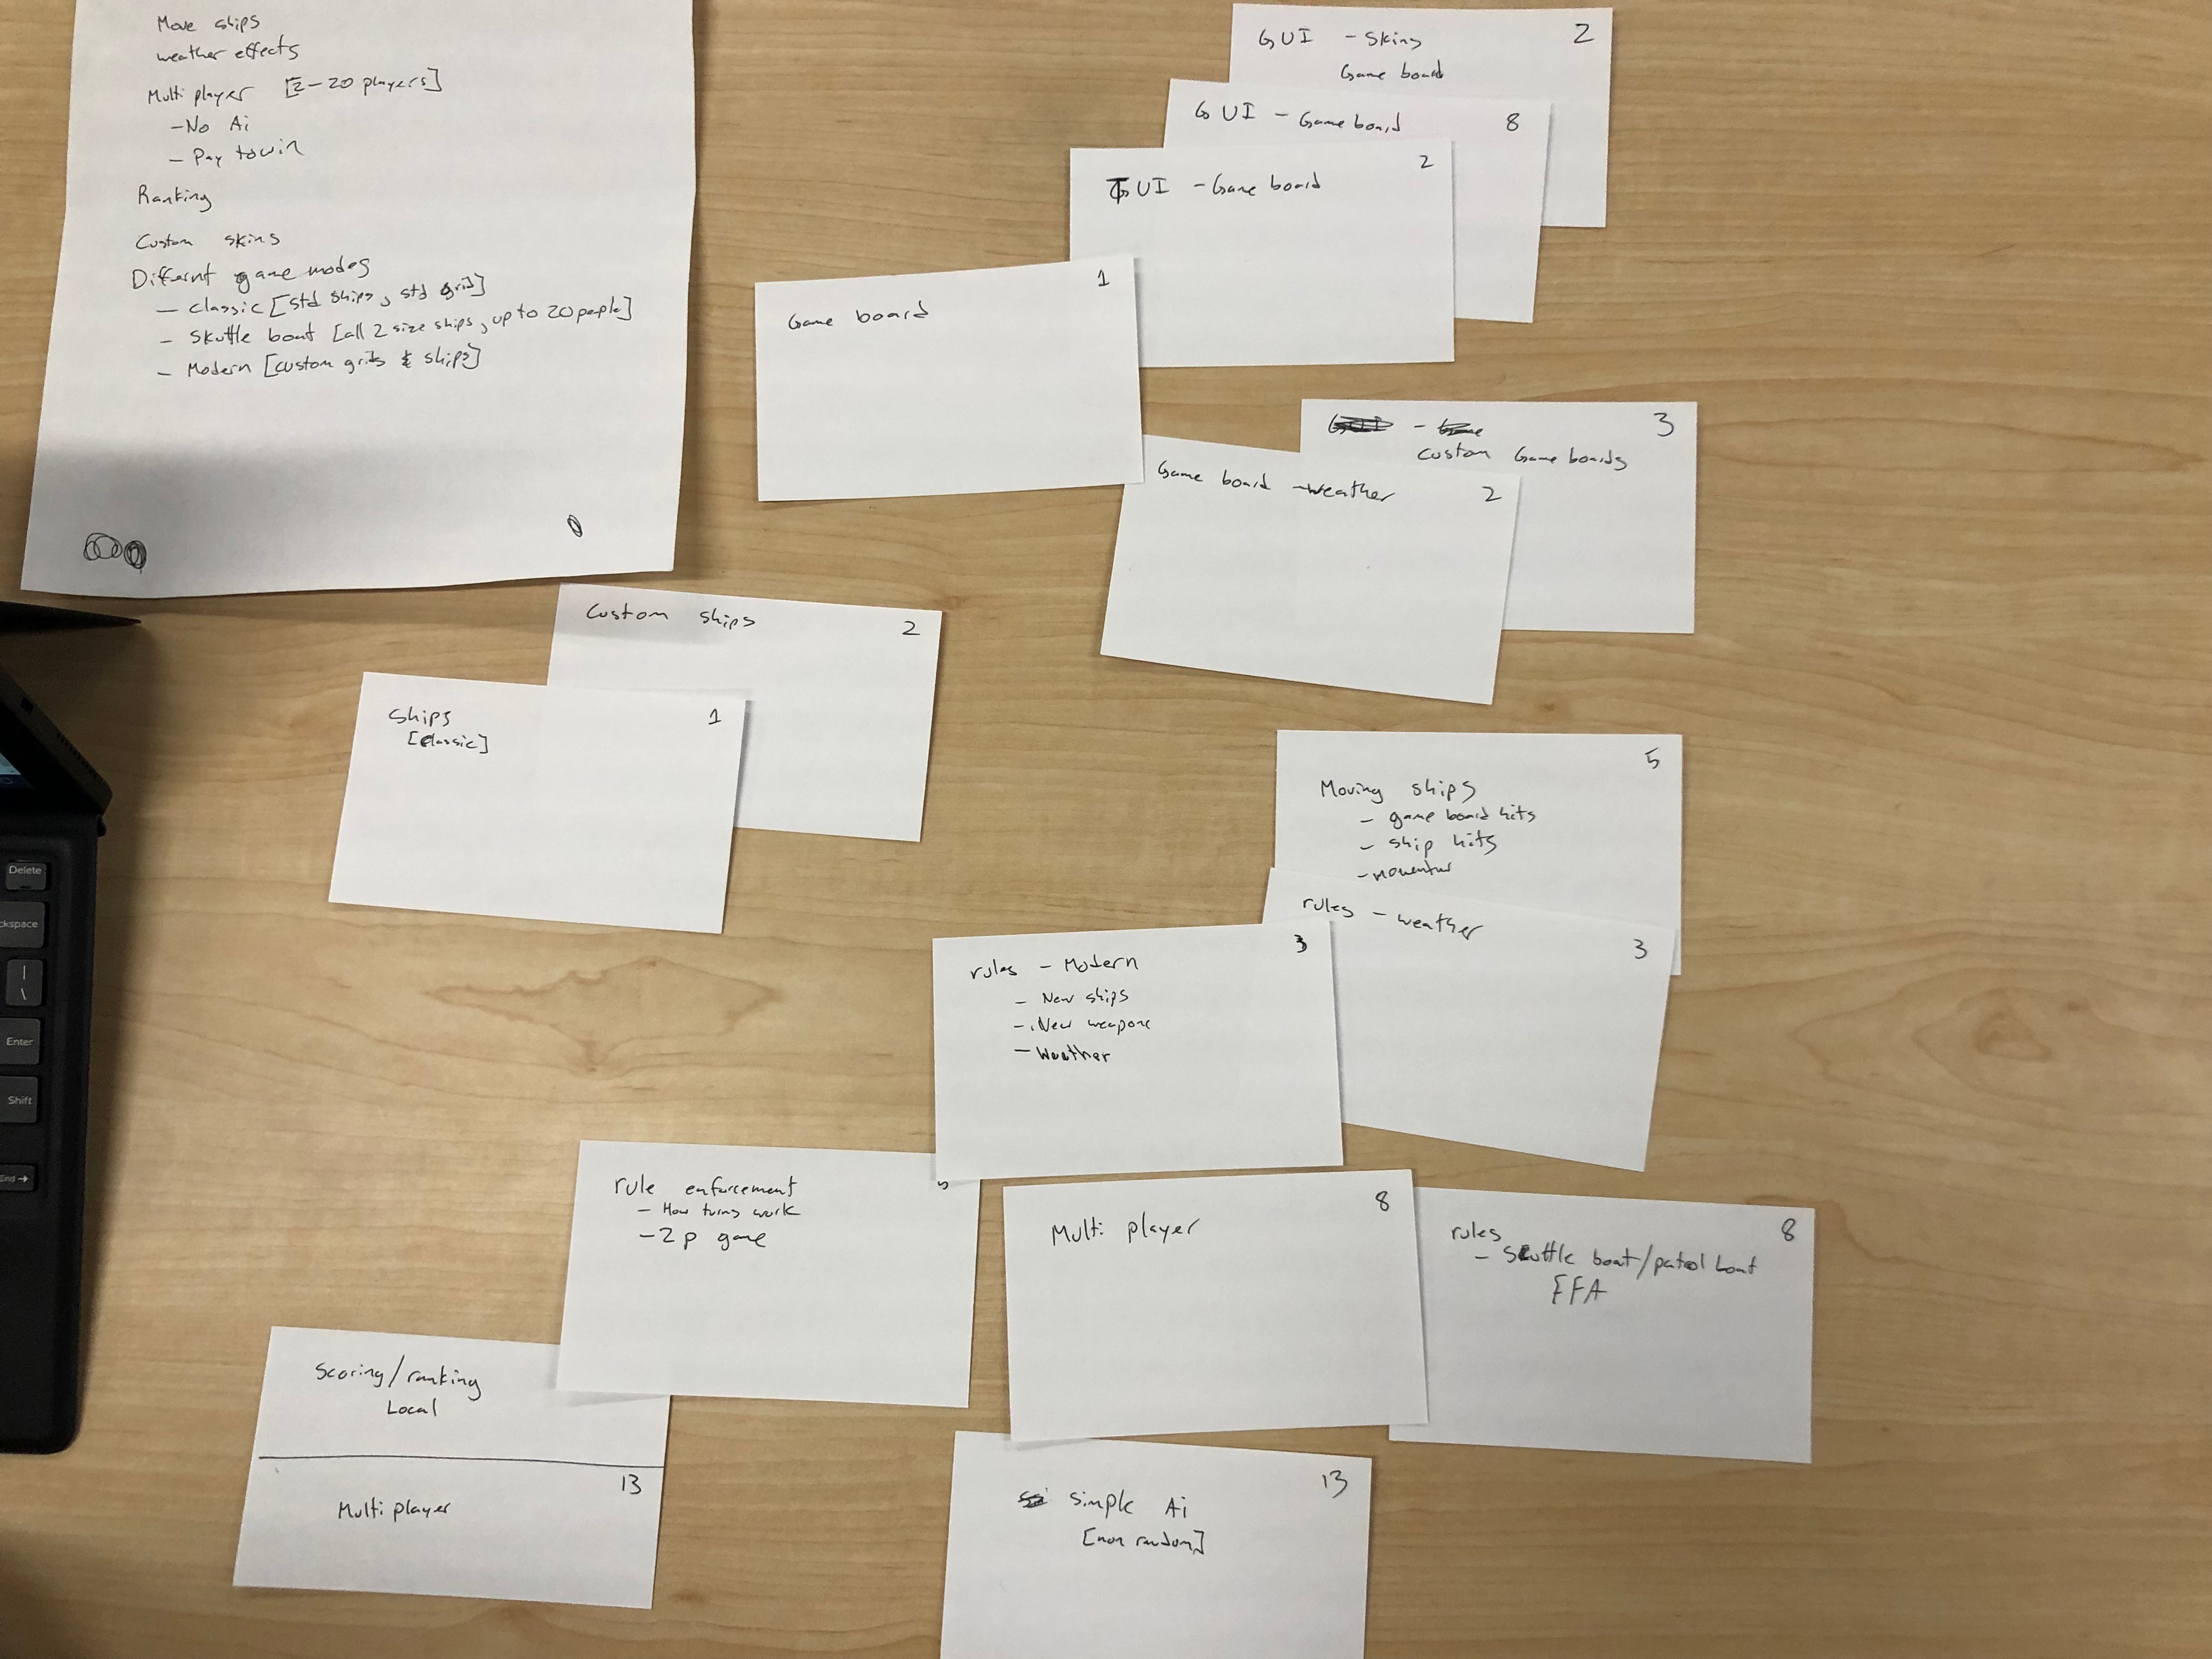 Move ships
weather effects
Multi player [2-20 players]
-No Ai
- Pay to win
Ranking
Custom skins
Differnt game modes
- classic [std ships, std grid]
- Skuttle boat [all 2 size ships, up to 20 people]
- Modern [custom grids & ships]
GUI - Skins 2
Game board
GUI - Game board 8
TUI - Game board 2
Game board 1
3
custom Game boards
Game board - weather 2
Custom ships 2
Ships 1
[classic]
5
Moving ships
- game board hits
- ship hits
- momentum
rules - weather 3
rules - Modern 3
- New ships
- New weapons
- Weather
rule enforcement
- How turns work
- 2 p game
Multi player 8
rules 8
- Skuttle boat/patrol boat
FFA
Scoring/ranking
Local
13
Multi player
simple Ai 13
[non random]
Delete
ckspace
|
\
Enter
Shift
End →